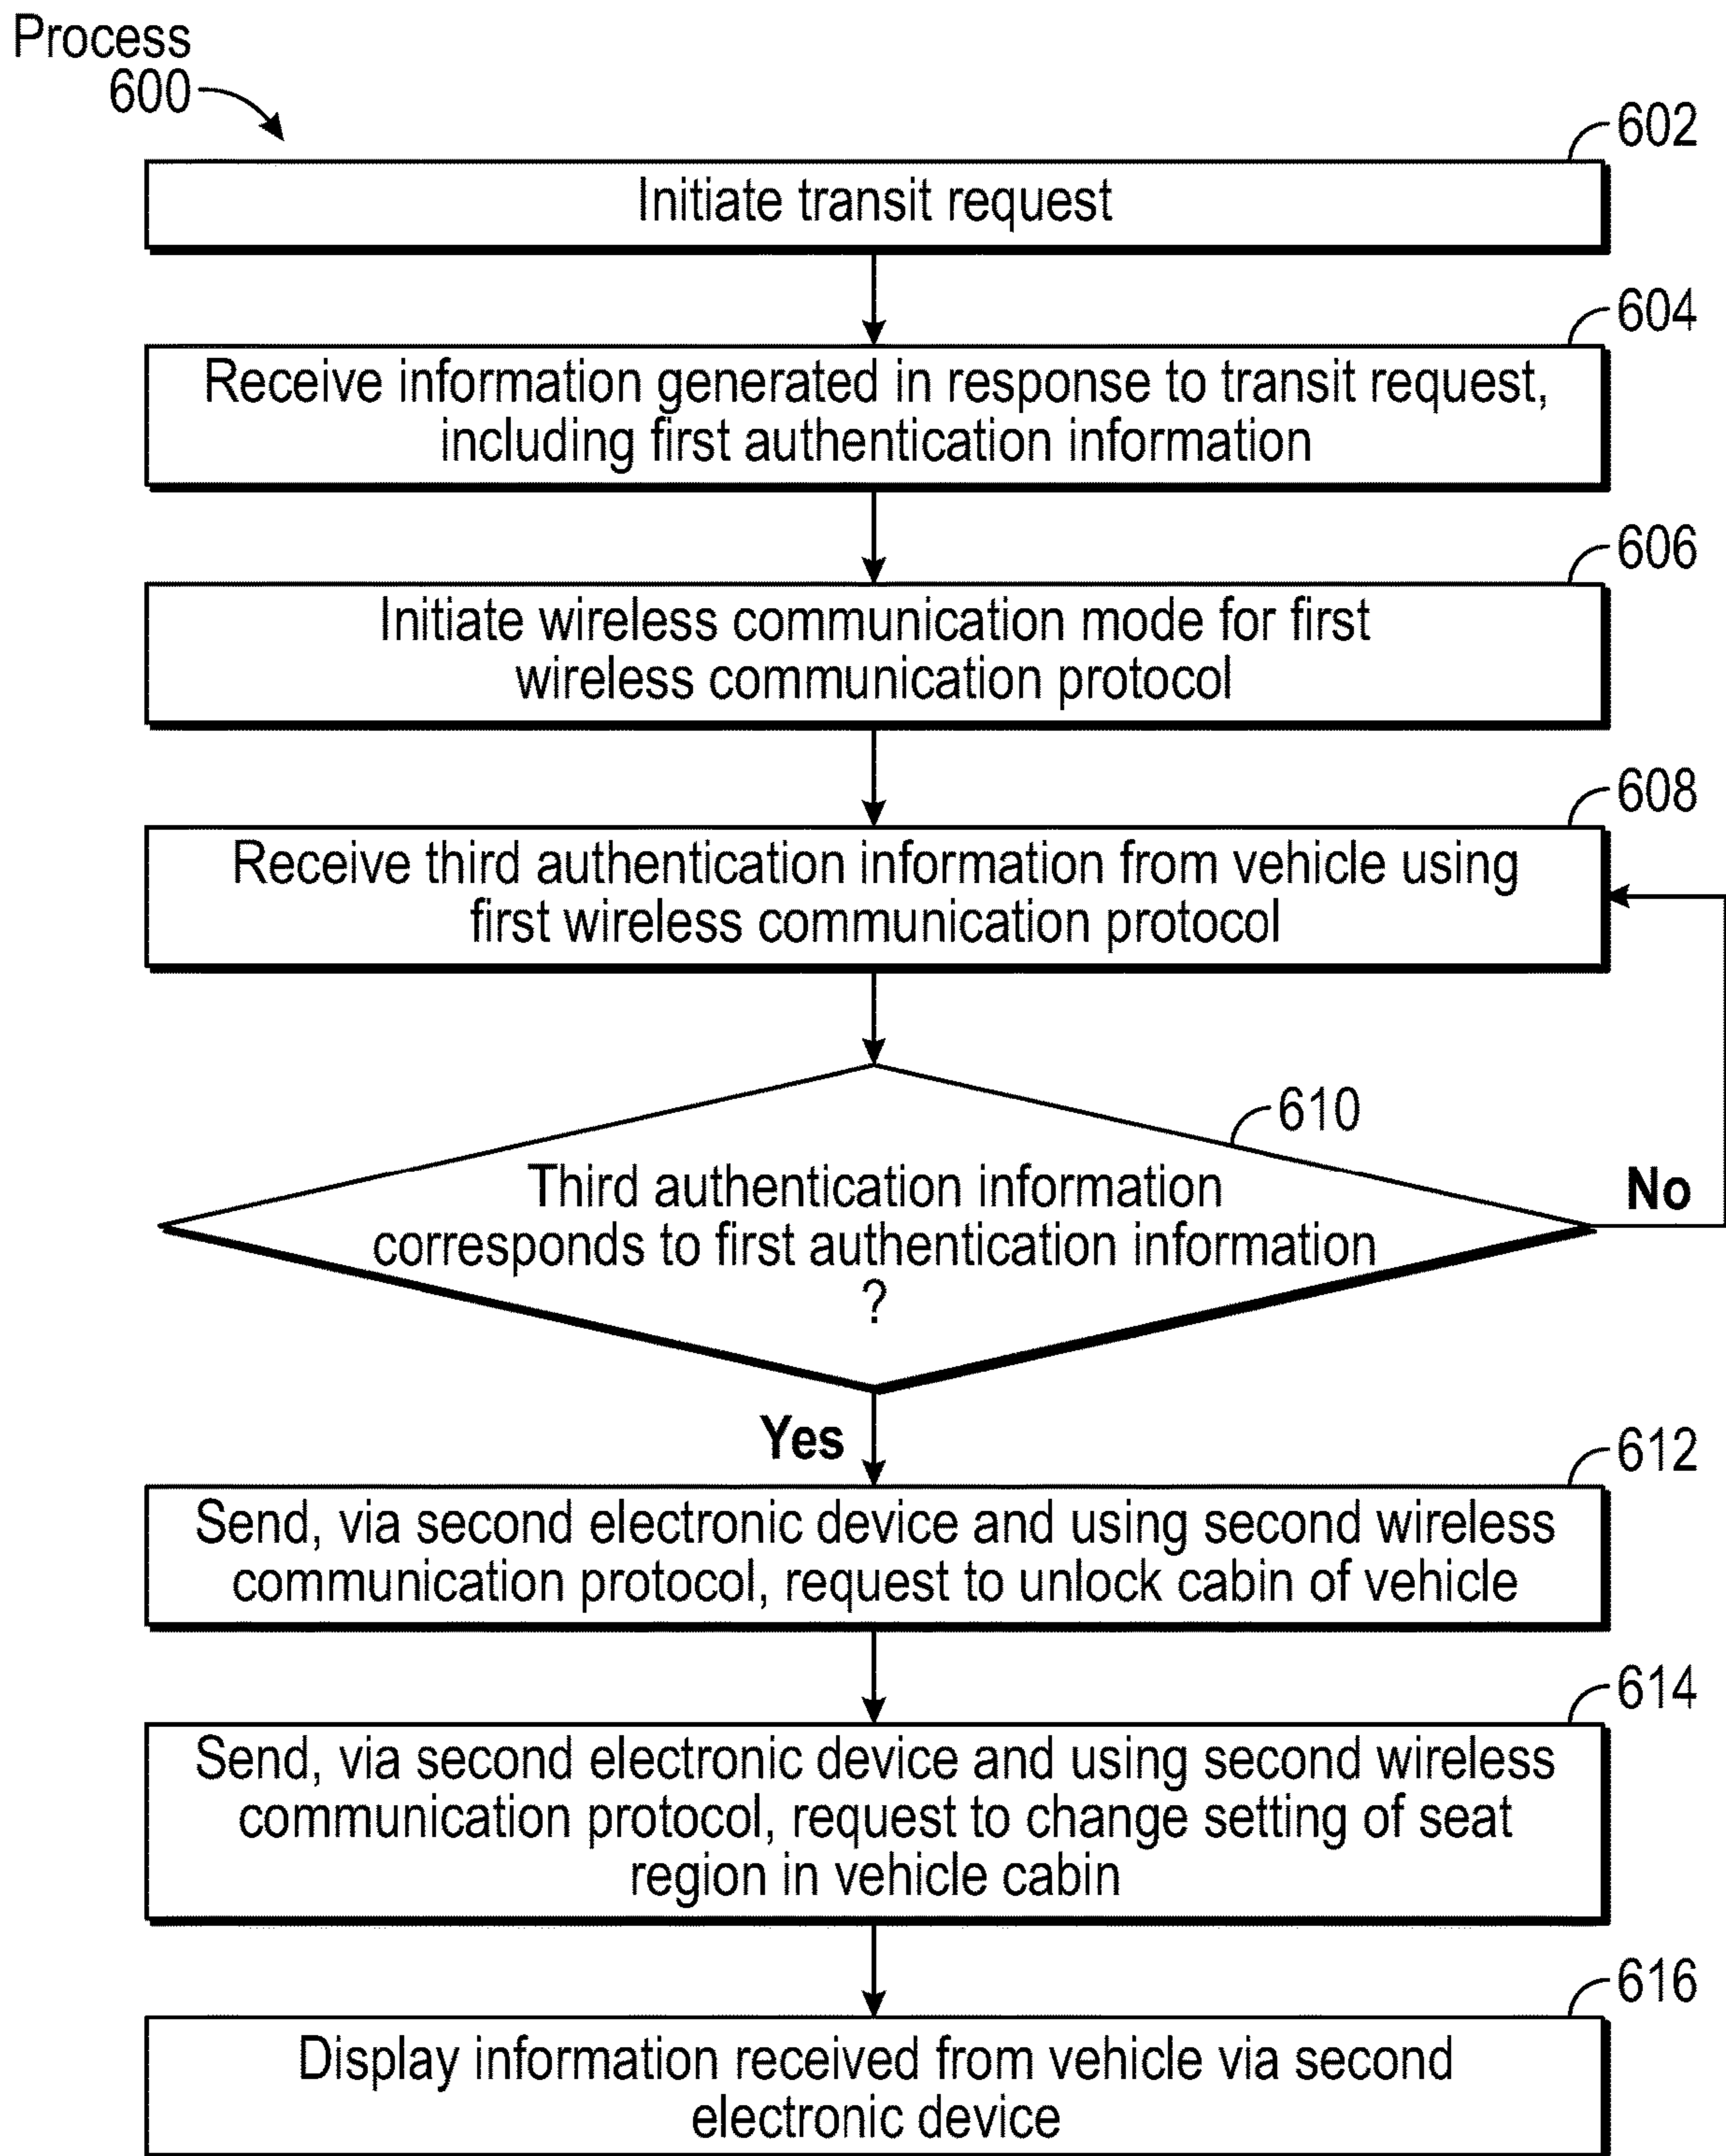 Process
600
602
Initiate transit request
604
Receive information generated in response to transit request,
including first authentication information
606
Initiate wireless communication mode for first
wireless communication protocol
608
Receive third authentication information from vehicle using
first wireless communication protocol
610
Third authentication information
corresponds to first authentication information
?
No
Yes
612
Send, via second electronic device and using second wireless
communication protocol, request to unlock cabin of vehicle
614
Send, via second electronic device and using second wireless
communication protocol, request to change setting of seat
region in vehicle cabin
616
Display information received from vehicle via second
electronic device